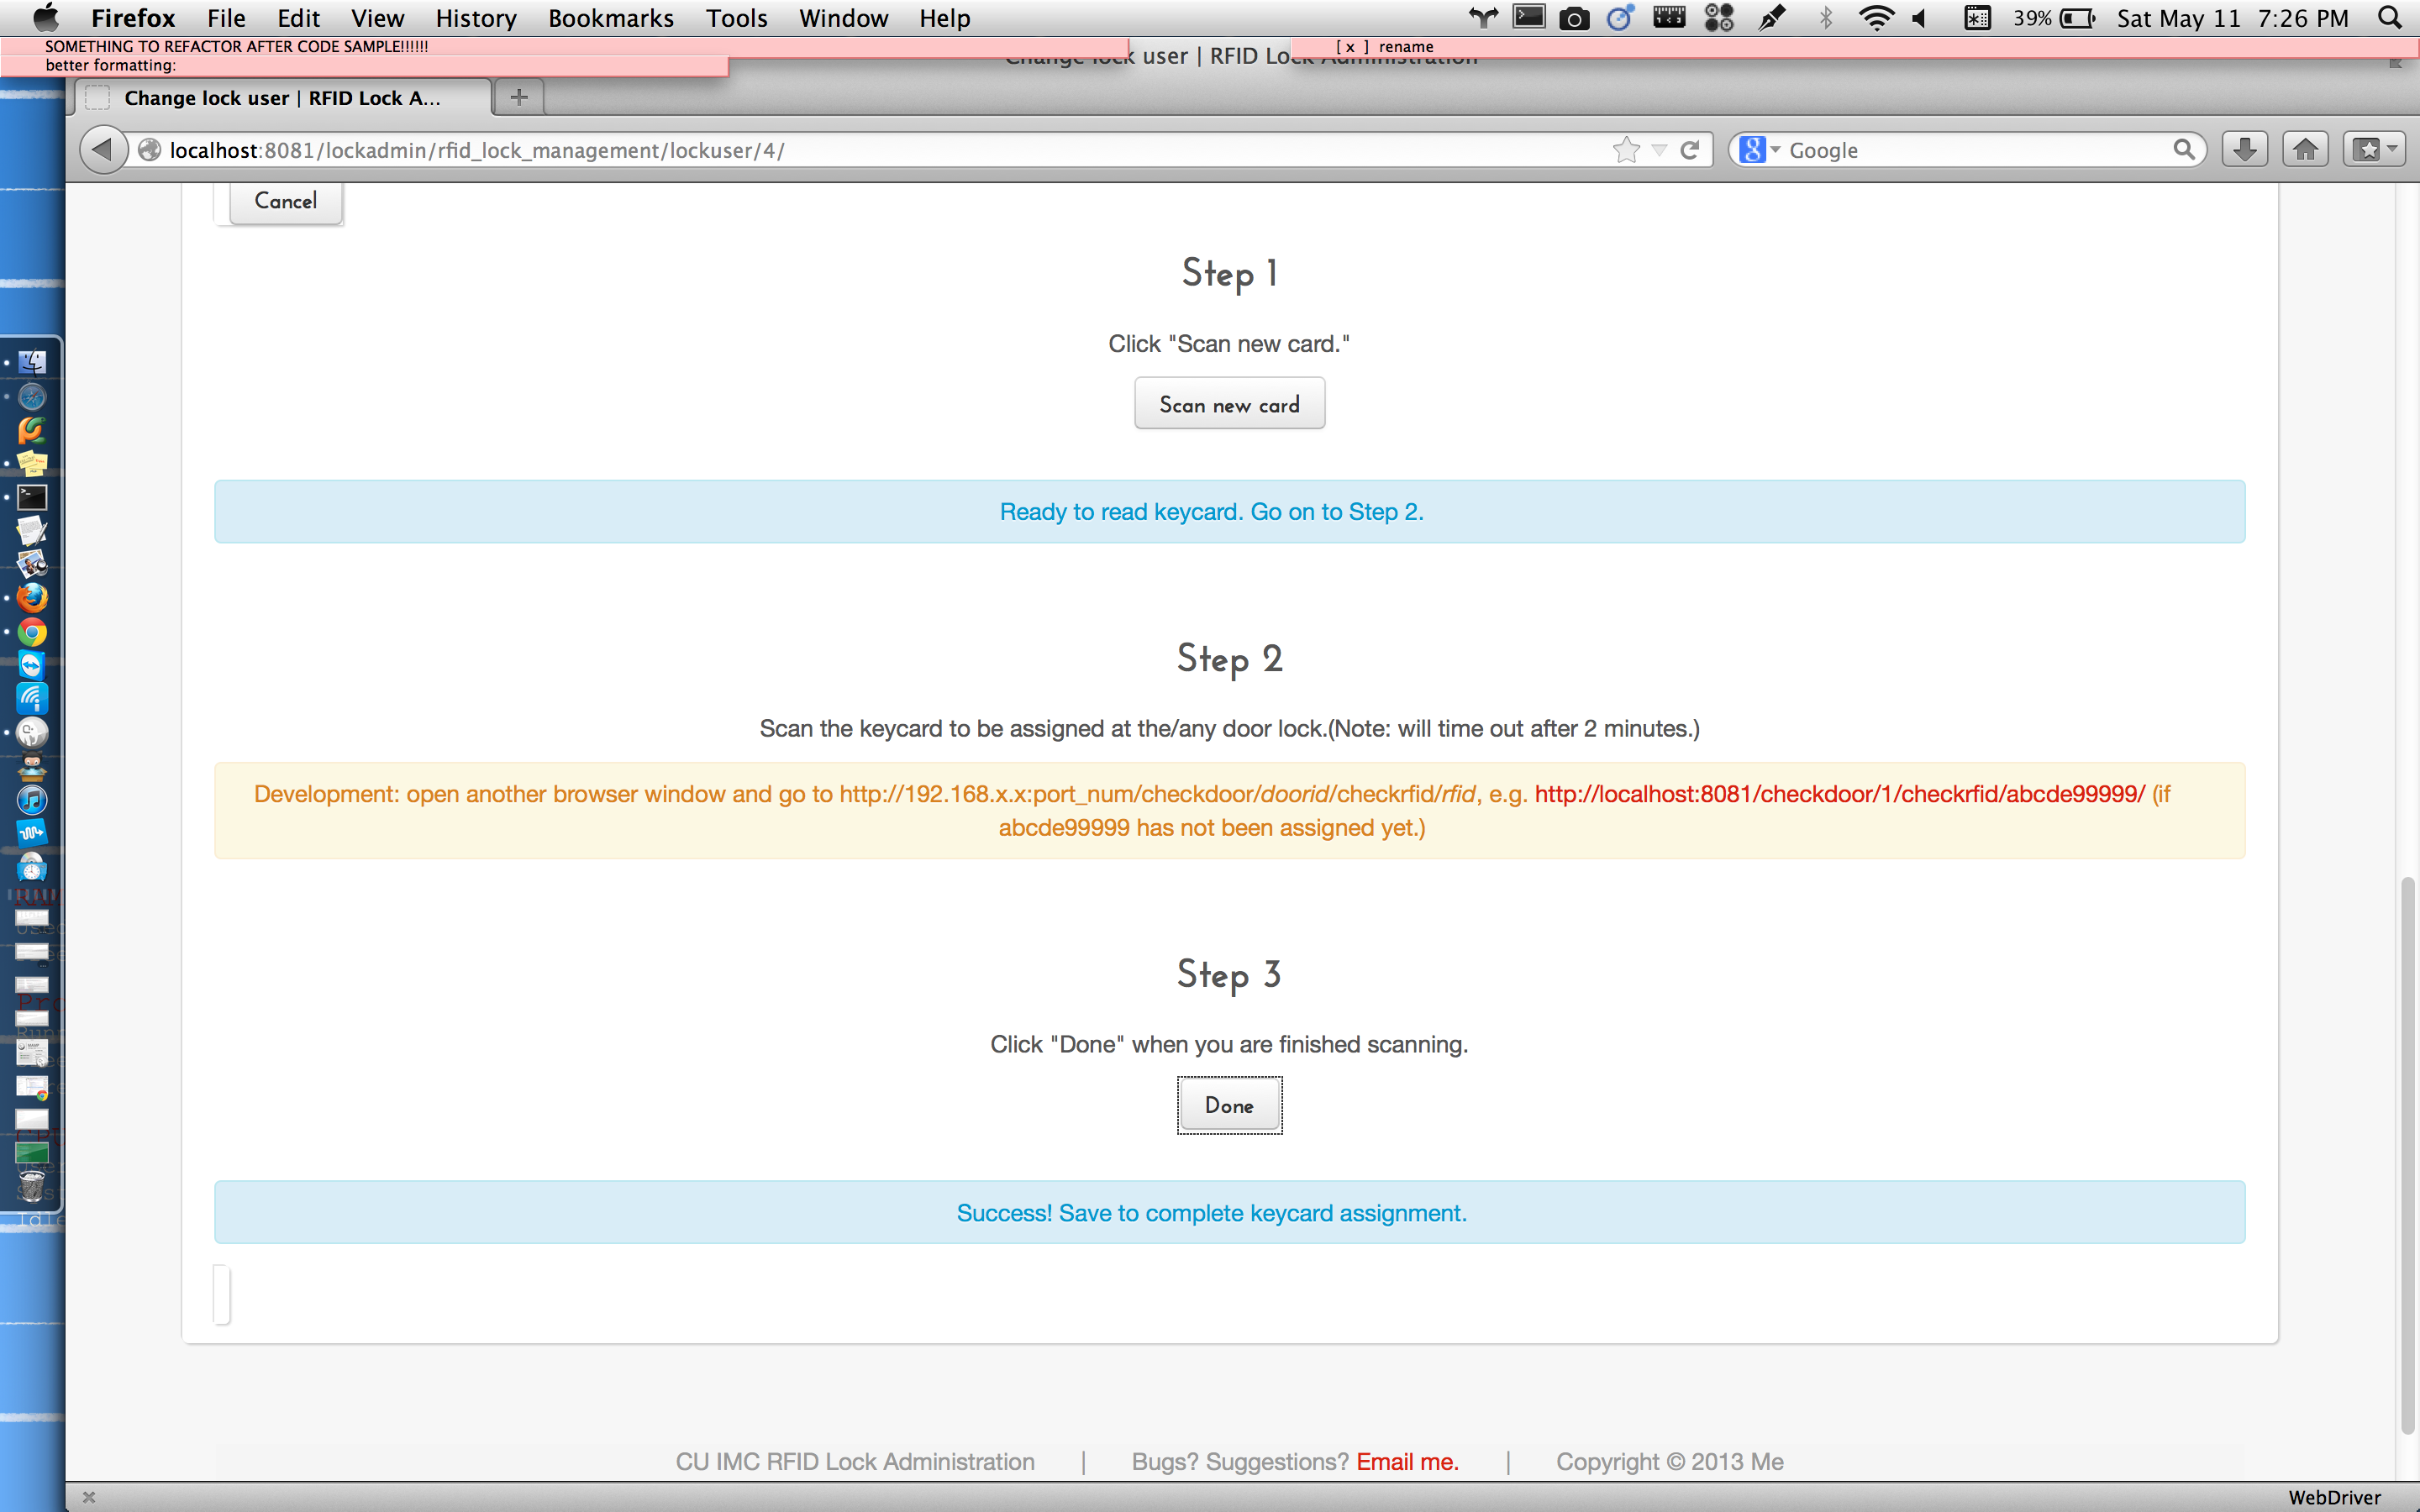 Firefox File Edit View History Bookmarks Tools Window Help 39% Sat May 11 7:26 PM
SOMETHING TO REFACTOR AFTER CODE SAMPLE!!!!!!
[ x ] rename
better formatting:
Change lock user | RFID Lock Administration
Change lock user | RFID Lock A...
localhost:8081/lockadmin/rfid_lock_management/lockuser/4/
Google
Cancel
Step 1
Click "Scan new card."
Scan new card
Ready to read keycard. Go on to Step 2.
Step 2
Scan the keycard to be assigned at the/any door lock.(Note: will time out after 2 minutes.)
Development: open another browser window and go to http://192.168.x.x:port_num/checkdoor/doorid/checkrfid/rfid, e.g. http://localhost:8081/checkdoor/1/checkrfid/abcde99999/ (if
abcde99999 has not been assigned yet.)
Step 3
Click "Done" when you are finished scanning.
Done
Success! Save to complete keycard assignment.
CU IMC RFID Lock Administration | Bugs? Suggestions? Email me. | Copyright © 2013 Me
WebDriver